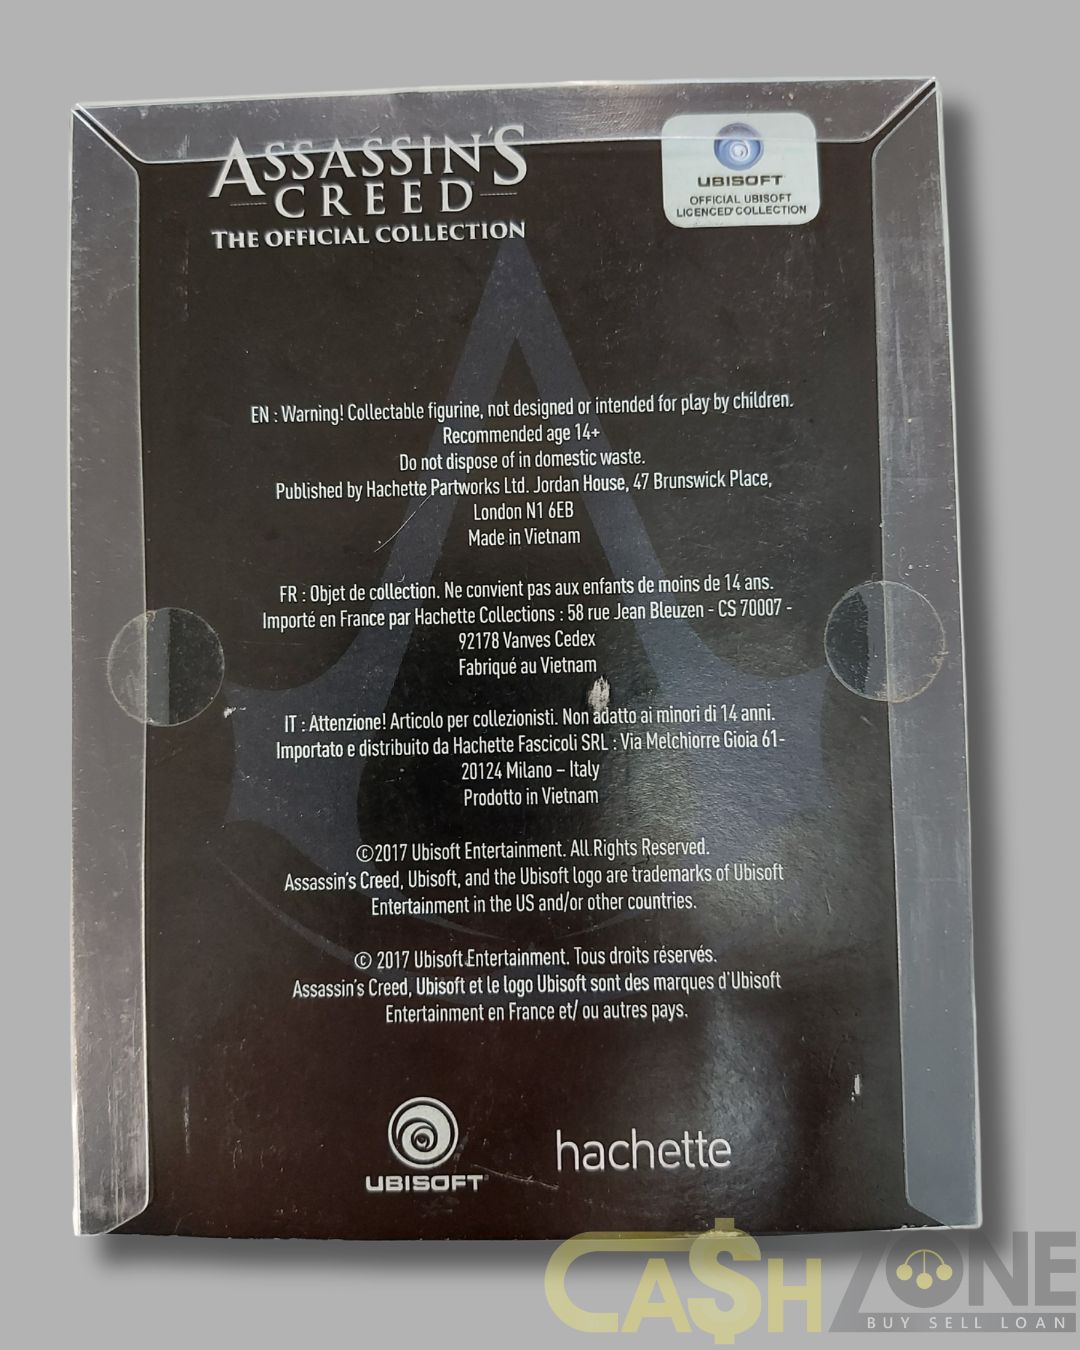 ASSASSIN'S
CREED
THE OFFICIAL COLLECTION
UBISOFT
OFFICIAL UBISOFT
LICENCED COLLECTION
EN : Warning! Collectable figurine, not designed or intended for play by children.
Recommended age 14+
Do not dispose of in domestic waste.
Published by Hachette Partworks Ltd. Jordan House, 47 Brunswick Place,
London N1 6EB
Made in Vietnam
FR : Objet de collection. Ne convient pas aux enfants de moins de 14 ans.
Importé en France par Hachette Collections : 58 rue Jean Bleuzen - CS 70007 -
92178 Vanves Cedex
Fabriqué au Vietnam
IT : Attenzione! Articolo per collezionisti. Non adatto ai minori di 14 anni.
Importato e distribuito da Hachette Fascicoli SRL : Via Melchiorre Gioia 61-
20124 Milano – Italy
Prodotto in Vietnam
©2017 Ubisoft Entertainment. All Rights Reserved.
Assassin's Creed, Ubisoft, and the Ubisoft logo are trademarks of Ubisoft
Entertainment in the US and/or other countries.
© 2017 Ubisoft Entertainment. Tous droits réservés.
Assassin's Creed, Ubisoft et le logo Ubisoft sont des marques d'Ubisoft
Entertainment en France et/ ou autres pays.
UBISOFT
hachette
CA$HZONE
BUY SELL LOAN